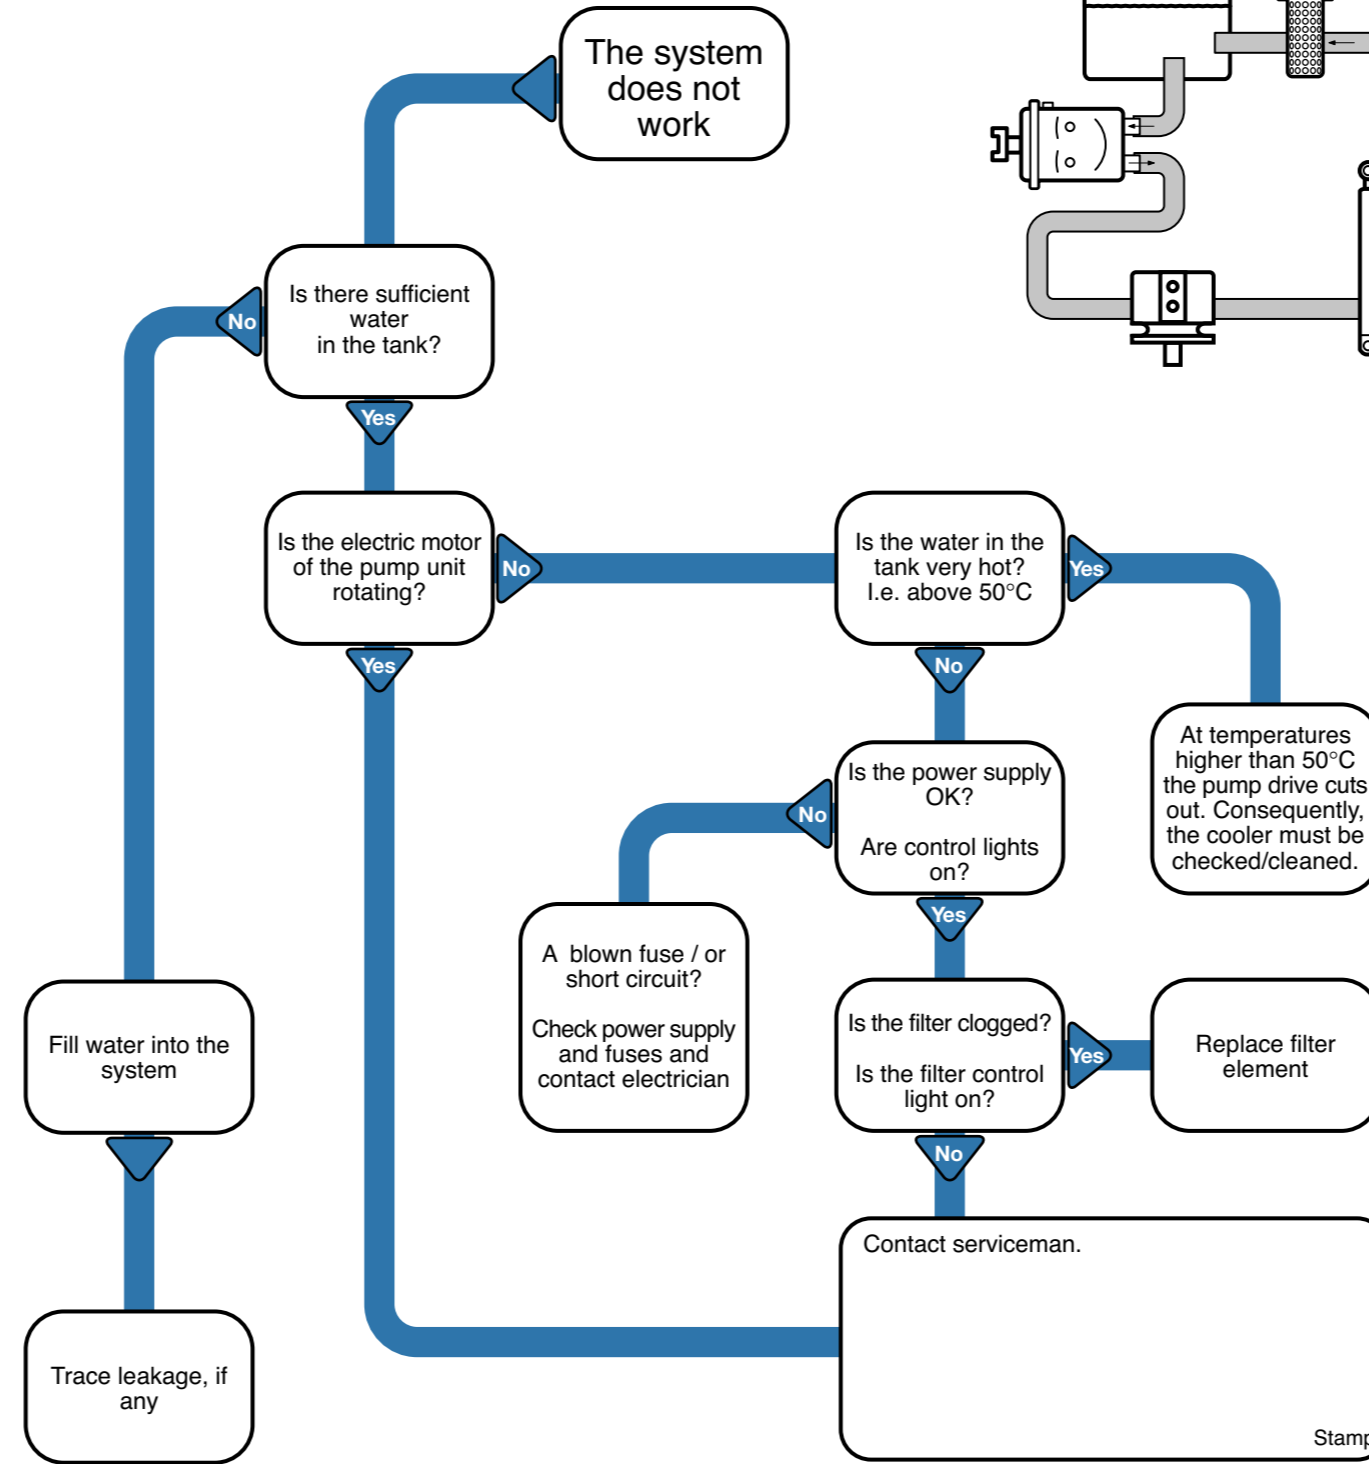 The system
does not
work
Is there sufficient
water
in the tank?
No
Yes
Is the electric motor
of the pump unit
rotating?
No
Yes
Is the water in the
tank very hot?
I.e. above 50°C
Yes
No
At temperatures
higher than 50°C
the pump drive cuts
out. Consequently,
the cooler must be
checked/cleaned.
Is the power supply
OK?
Are control lights
on?
No
Yes
A blown fuse / or
short circuit?
Check power supply
and fuses and
contact electrician
Is the filter clogged?
Is the filter control
light on?
Yes
No
Replace filter
element
Fill water into the
system
Trace leakage, if
any
Contact serviceman.
Stamp